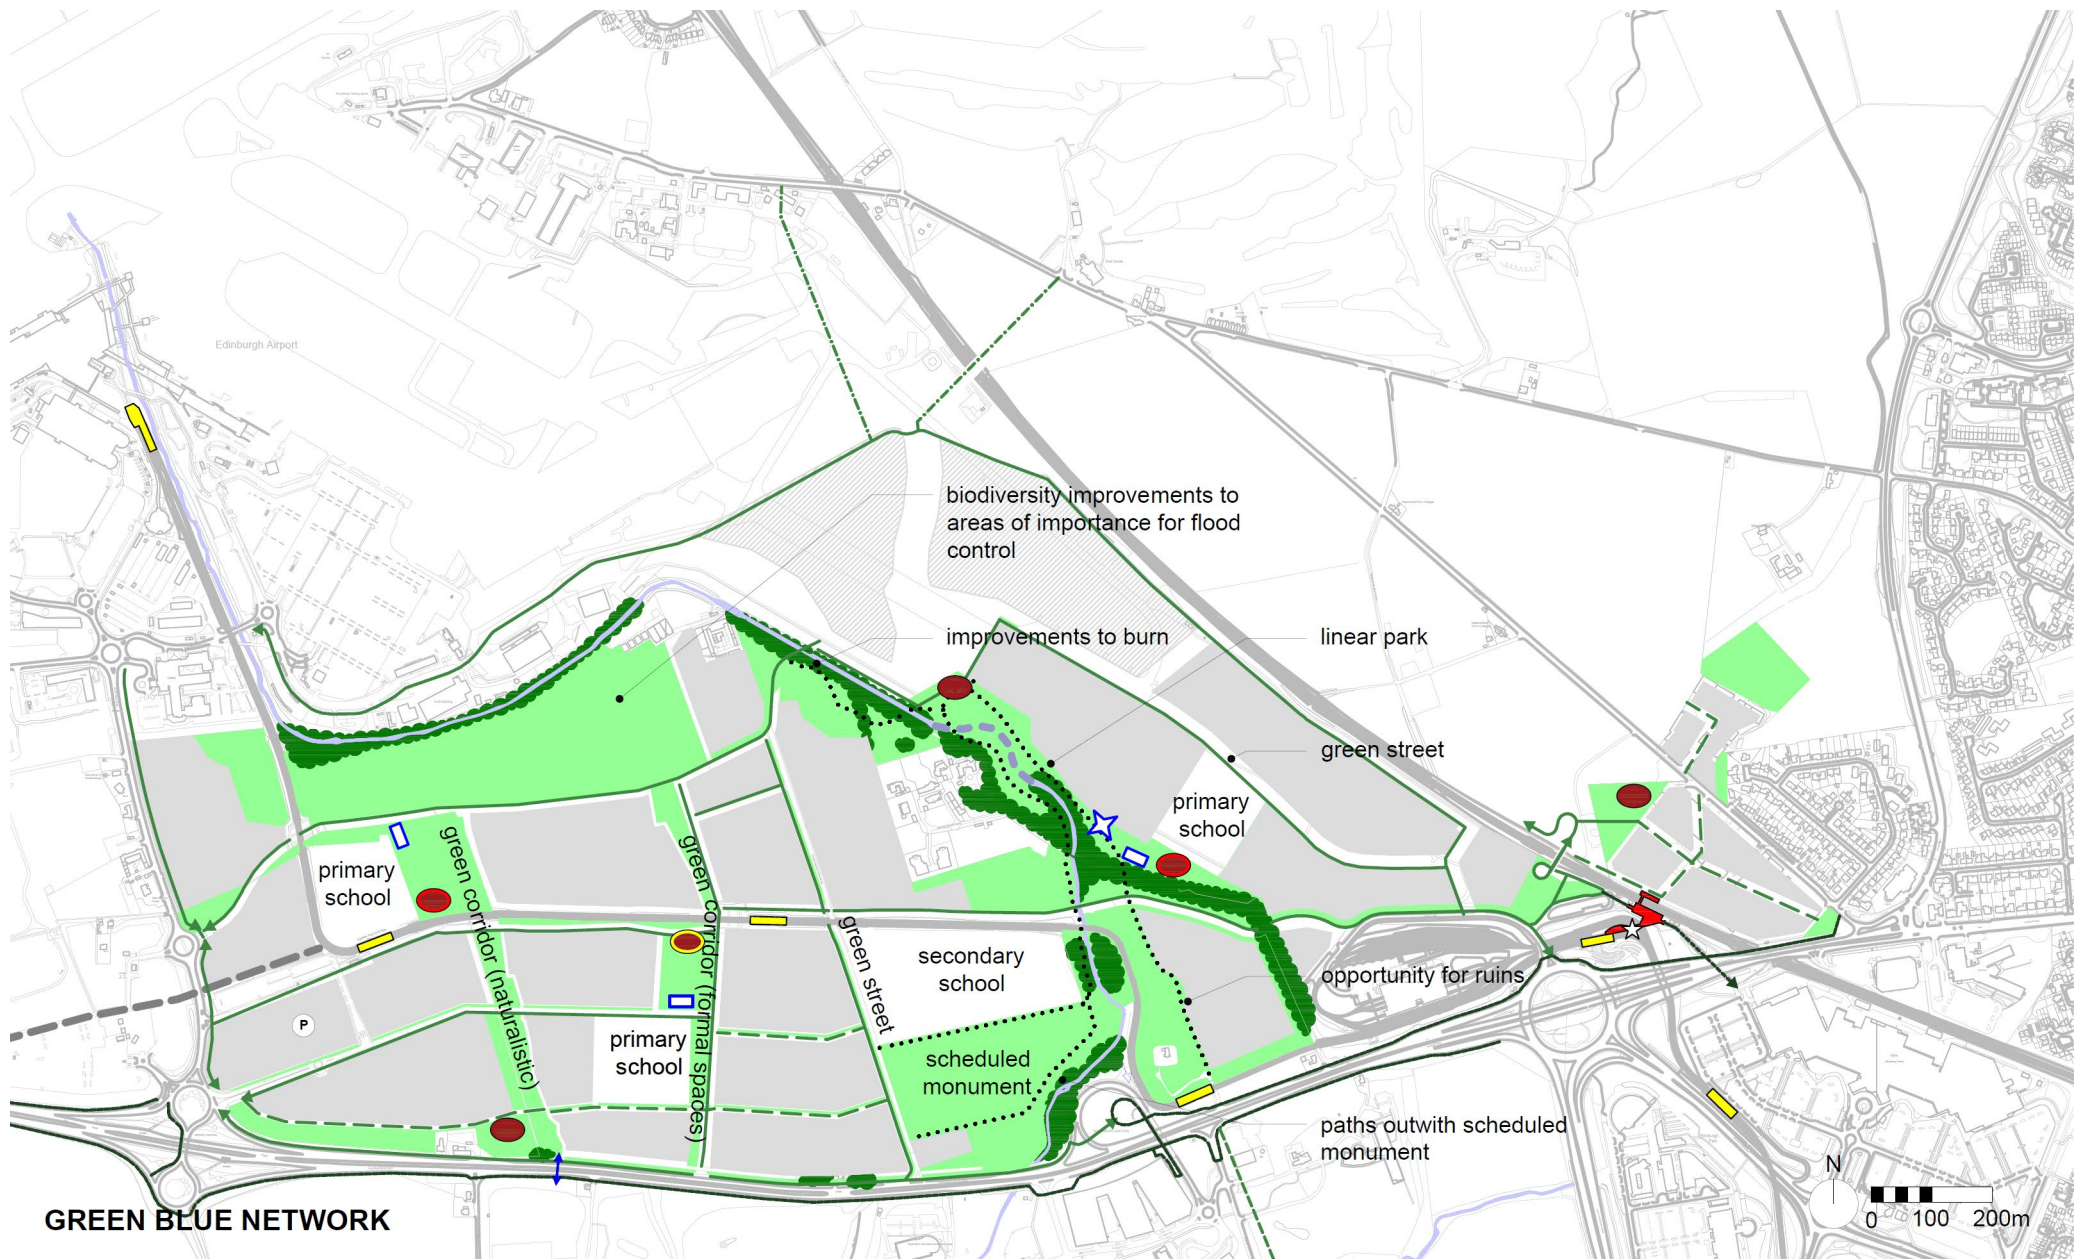 Edinburgh Airport
biodiversity improvements to
areas of importance for flood
control
improvements to burn
linear park
green street
primary
school
primary
school
green corridor (naturalistic)
green corridor (formal spaces)
green street
secondary
school
opportunity for ruins
P
primary
school
scheduled
monument
paths outwith scheduled
monument
N
0 100 200m
GREEN BLUE NETWORK